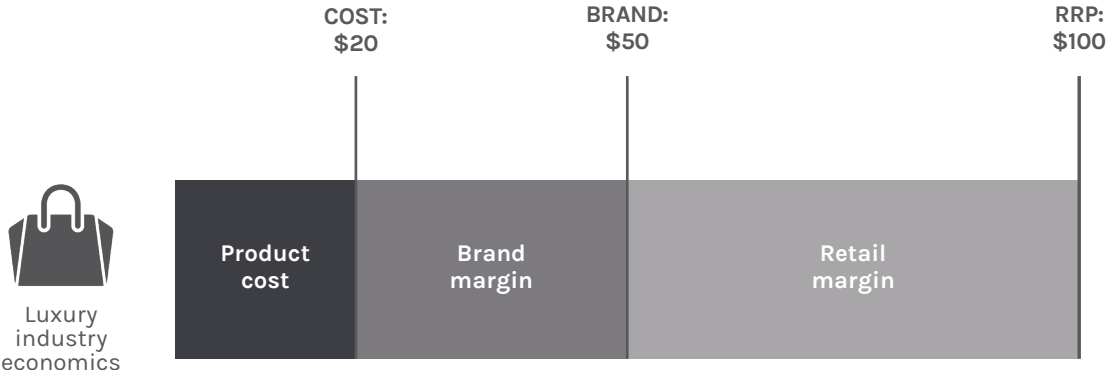 COST:
$20
BRAND:
$50
RRP:
$100
Product
cost
Brand
margin
Retail
margin
Luxury
industry
economics